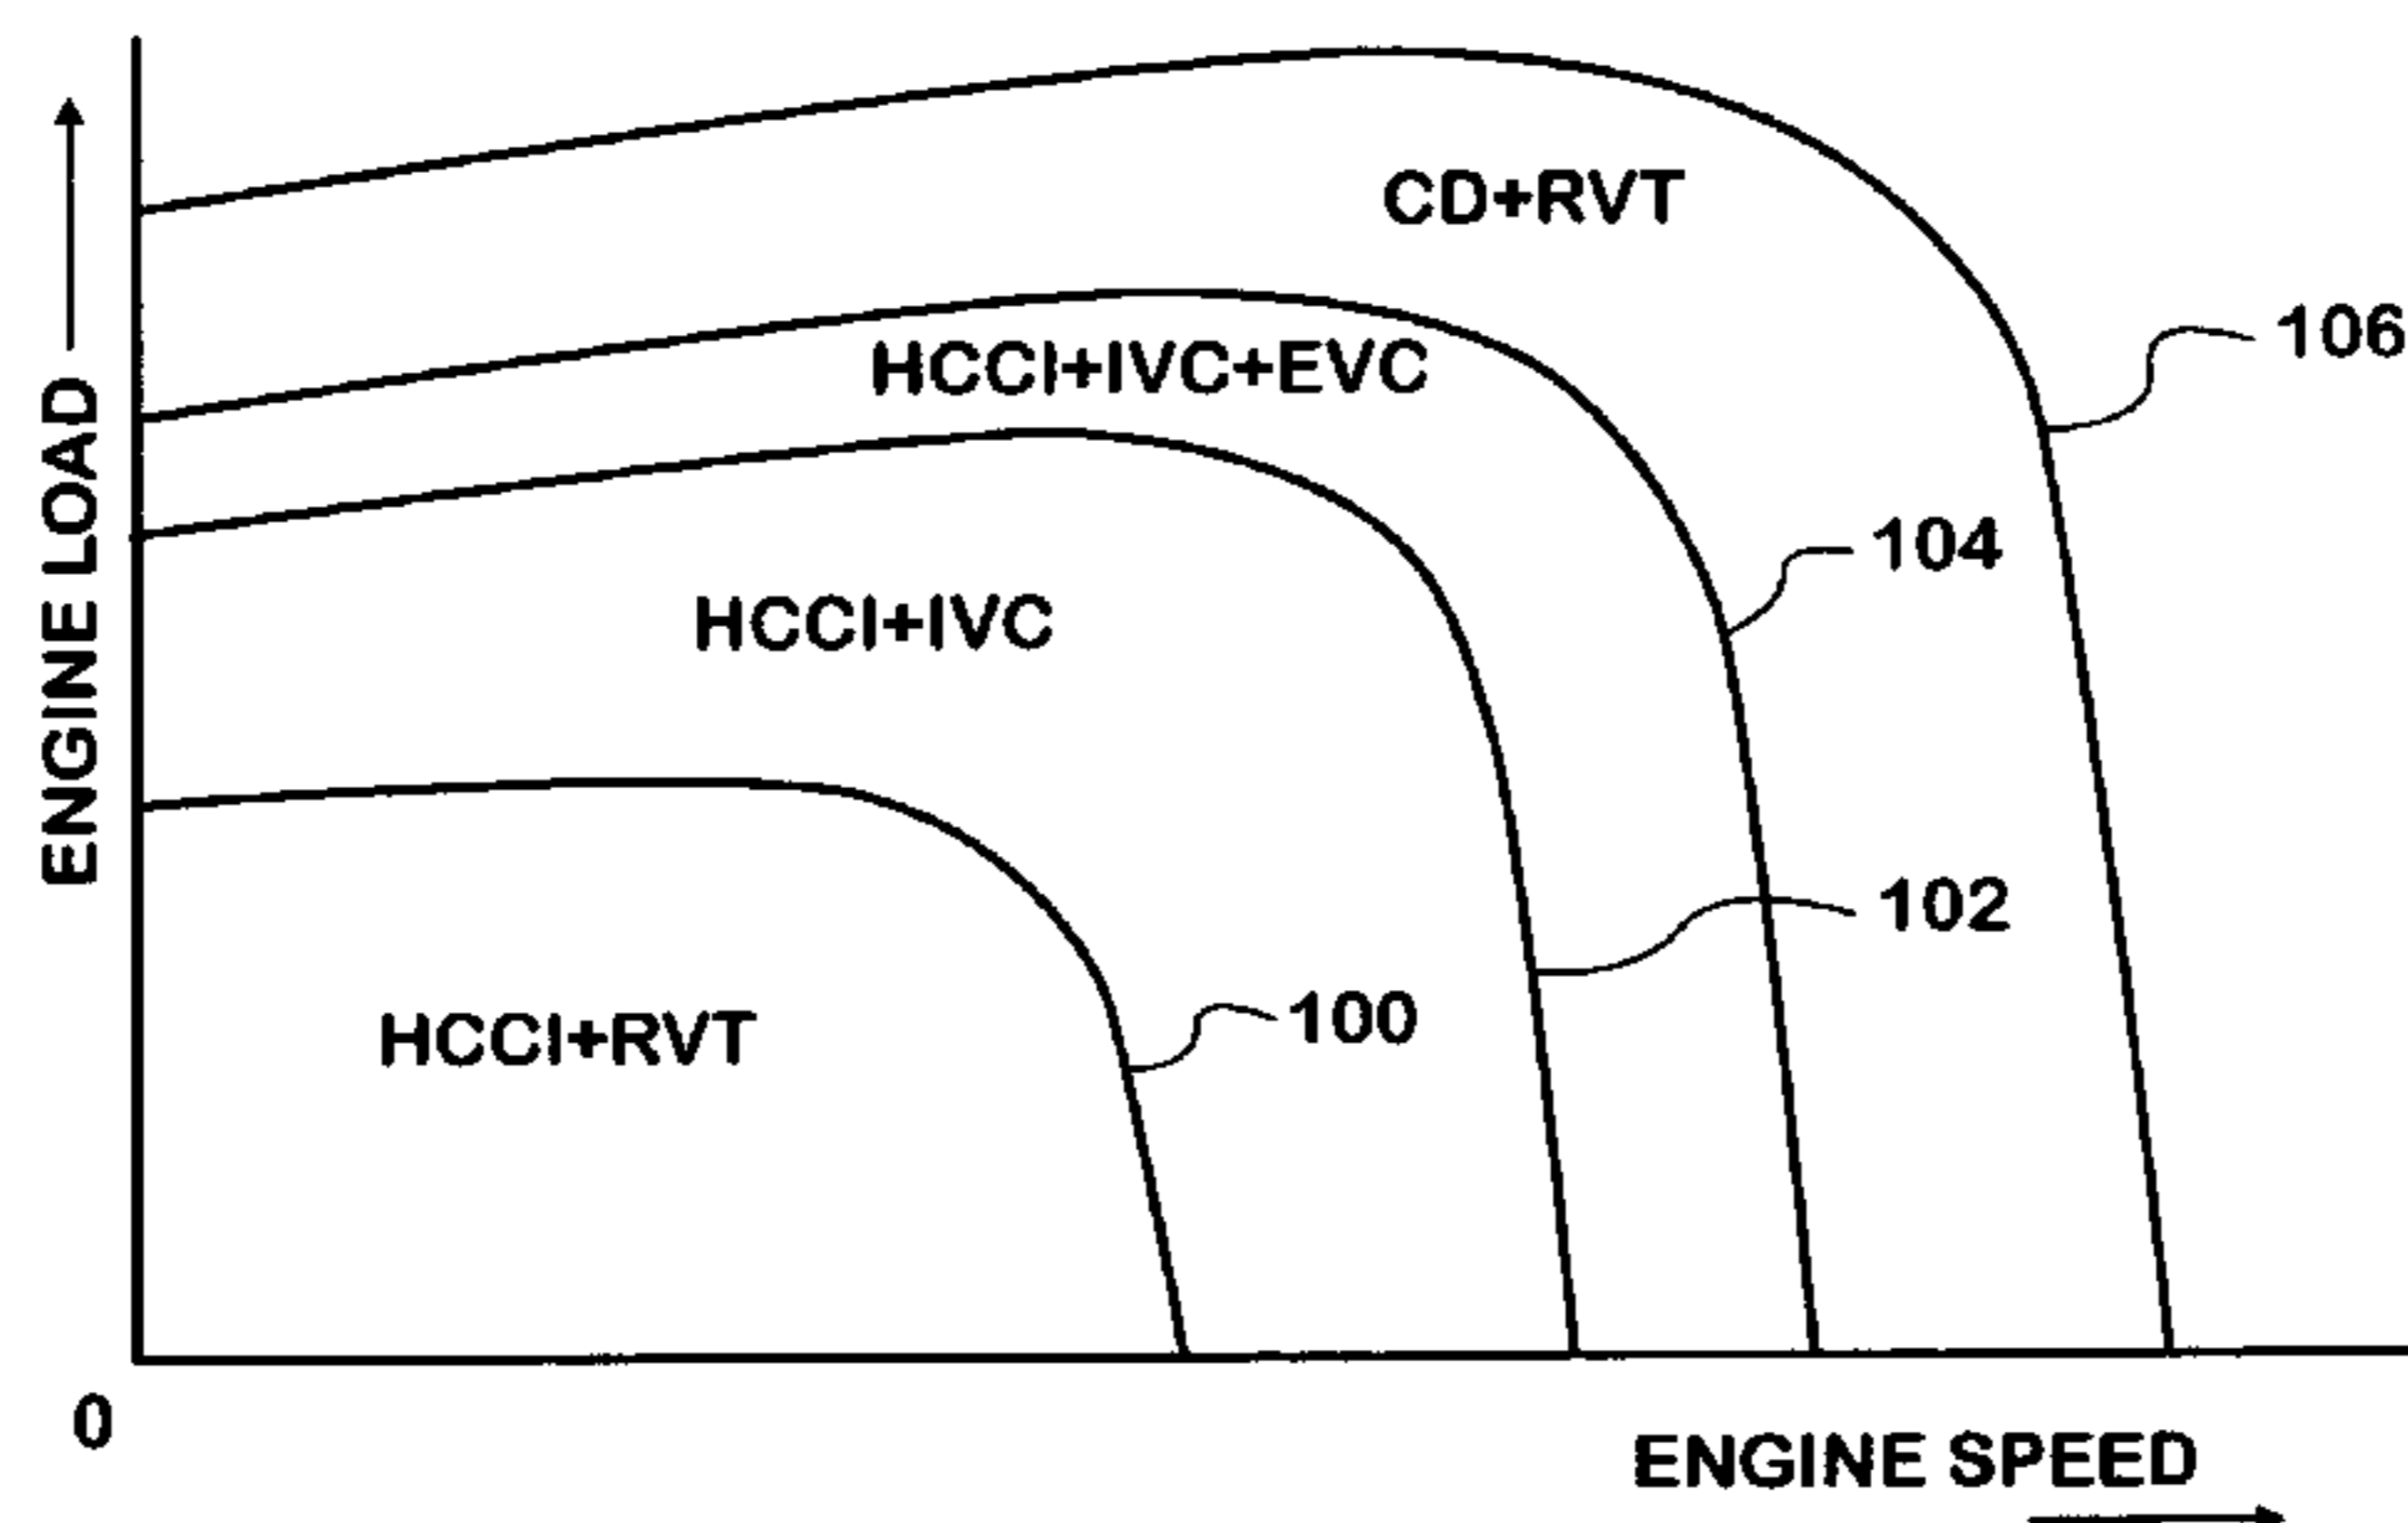 CD+RVT
106
HCCI+IVC+EVC
ENGINE LOAD
104
HCCI+IVC
102
100
HCCI+RVT
0
ENGINE SPEED